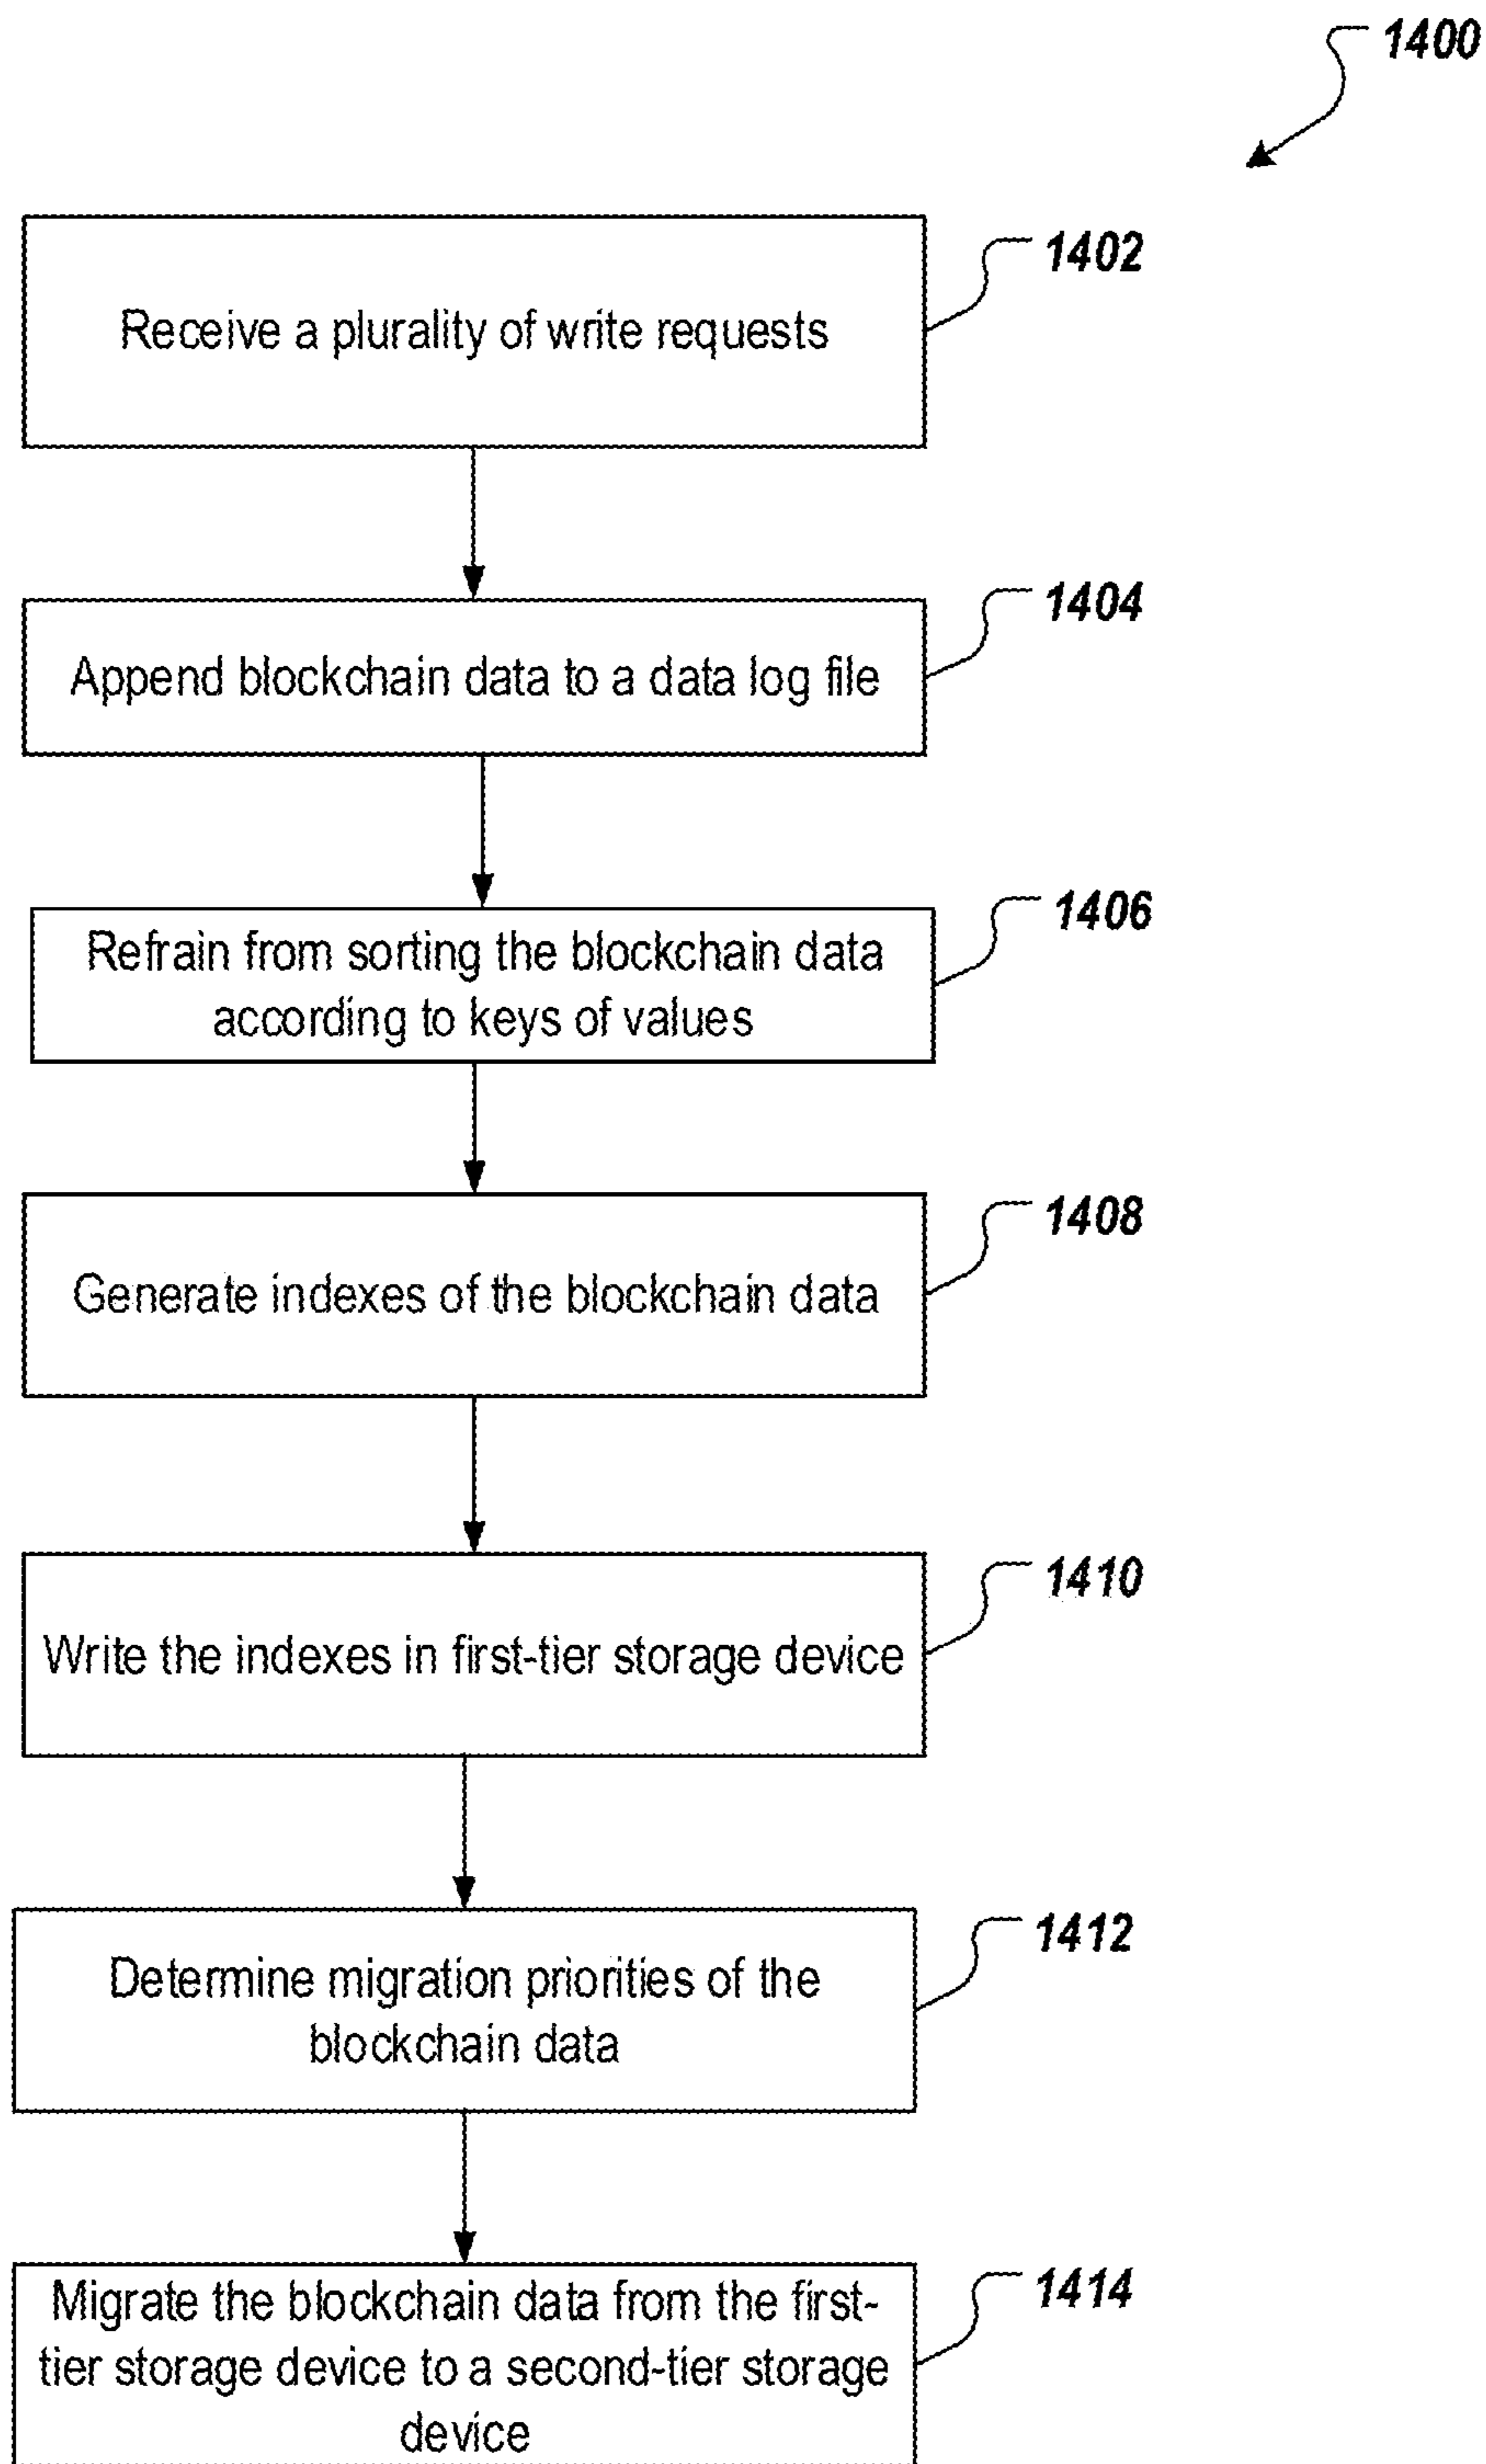 1400
1402
Receive a plurality of write requests
1404
Append blockchain data to a data log file
1406
Refrain from sorting the blockchain data
according to keys of values
1408
Generate indexes of the blockchain data
1410
Write the indexes in first-tier storage device
1412
Determine migration priorities of the
blockchain data
1414
Migrate the blockchain data from the first-
tier storage device to a second-tier storage
device